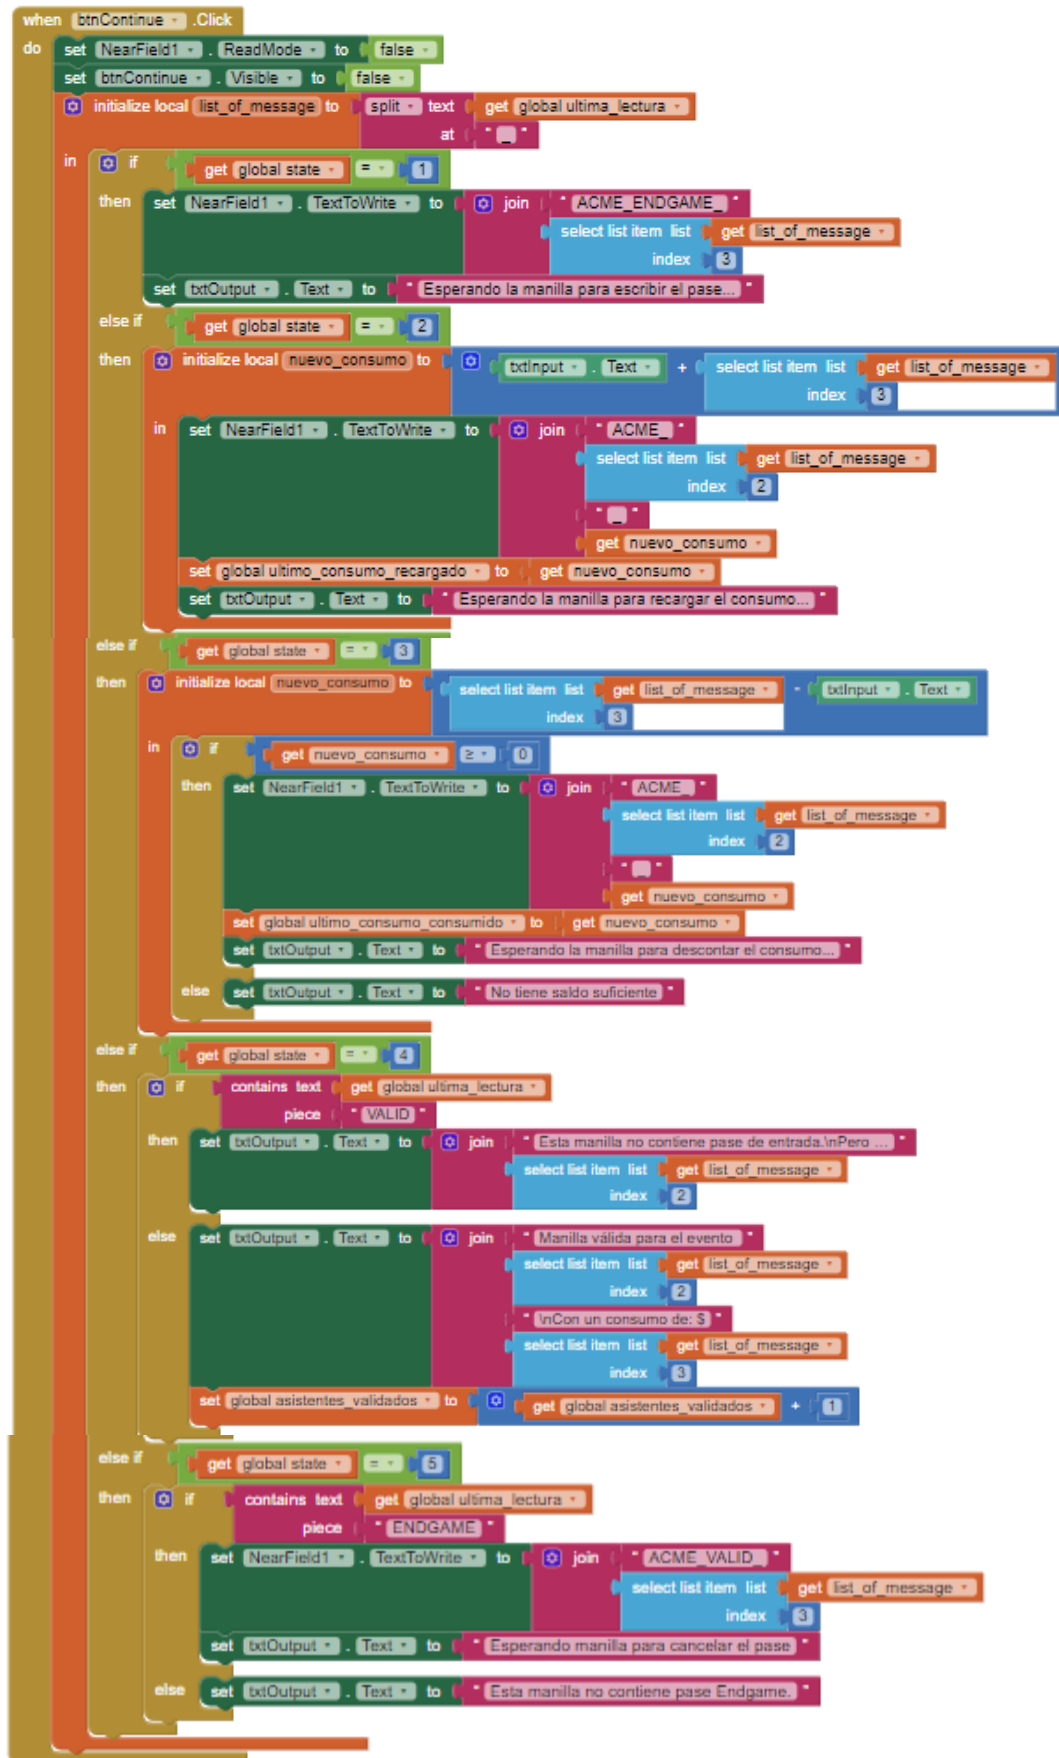 when btnContinue .Click
do set NearField1 . ReadMode to false
set btnContinue . Visible to false
initialize local list_of_message to split text get global ultima_lectura
at " _ "
in if get global state = 1
then set NearField1 . TextToWrite to join " ACME_ENDGAME_ "
select list item list get list_of_message
index 3
set txtOutput . Text to " Esperando la manilla para escribir el pase... "
else if get global state = 2
then initialize local nuevo_consumo to txtInput . Text + select list item list get list_of_message
index 3
in set NearField1 . TextToWrite to join " ACME_ "
select list item list get list_of_message
index 2
" _ "
get nuevo_consumo
set global ultimo_consumo_recargado to get nuevo_consumo
set txtOutput . Text to " Esperando la manilla para recargar el consumo... "
else if get global state = 3
then initialize local nuevo_consumo to select list item list get list_of_message - txtInput . Text
index 3
in if get nuevo_consumo ≥ 0
then set NearField1 . TextToWrite to join " ACME_ "
select list item list get list_of_message
index 2
" _ "
get nuevo_consumo
set global ultimo_consumo_consumido to get nuevo_consumo
set txtOutput . Text to " Esperando la manilla para descontar el consumo... "
else set txtOutput . Text to " No tiene saldo suficiente "
else if get global state = 4
then if contains text get global ultima_lectura
piece " VALID "
then set txtOutput . Text to join " Esta manilla no contiene pase de entrada.\nPero ... "
select list item list get list_of_message
index 2
else set txtOutput . Text to join " Manilla válida para el evento "
select list item list get list_of_message
index 2
" \nCon un consumo de: $ "
select list item list get list_of_message
index 3
set global asistentes_validados to get global asistentes_validados + 1
else if get global state = 5
then if contains text get global ultima_lectura
piece " ENDGAME "
then set NearField1 . TextToWrite to join " ACME_VALID_ "
select list item list get list_of_message
index 3
set txtOutput . Text to " Esperando manilla para cancelar el pase "
else set txtOutput . Text to " Esta manilla no contiene pase Endgame. "